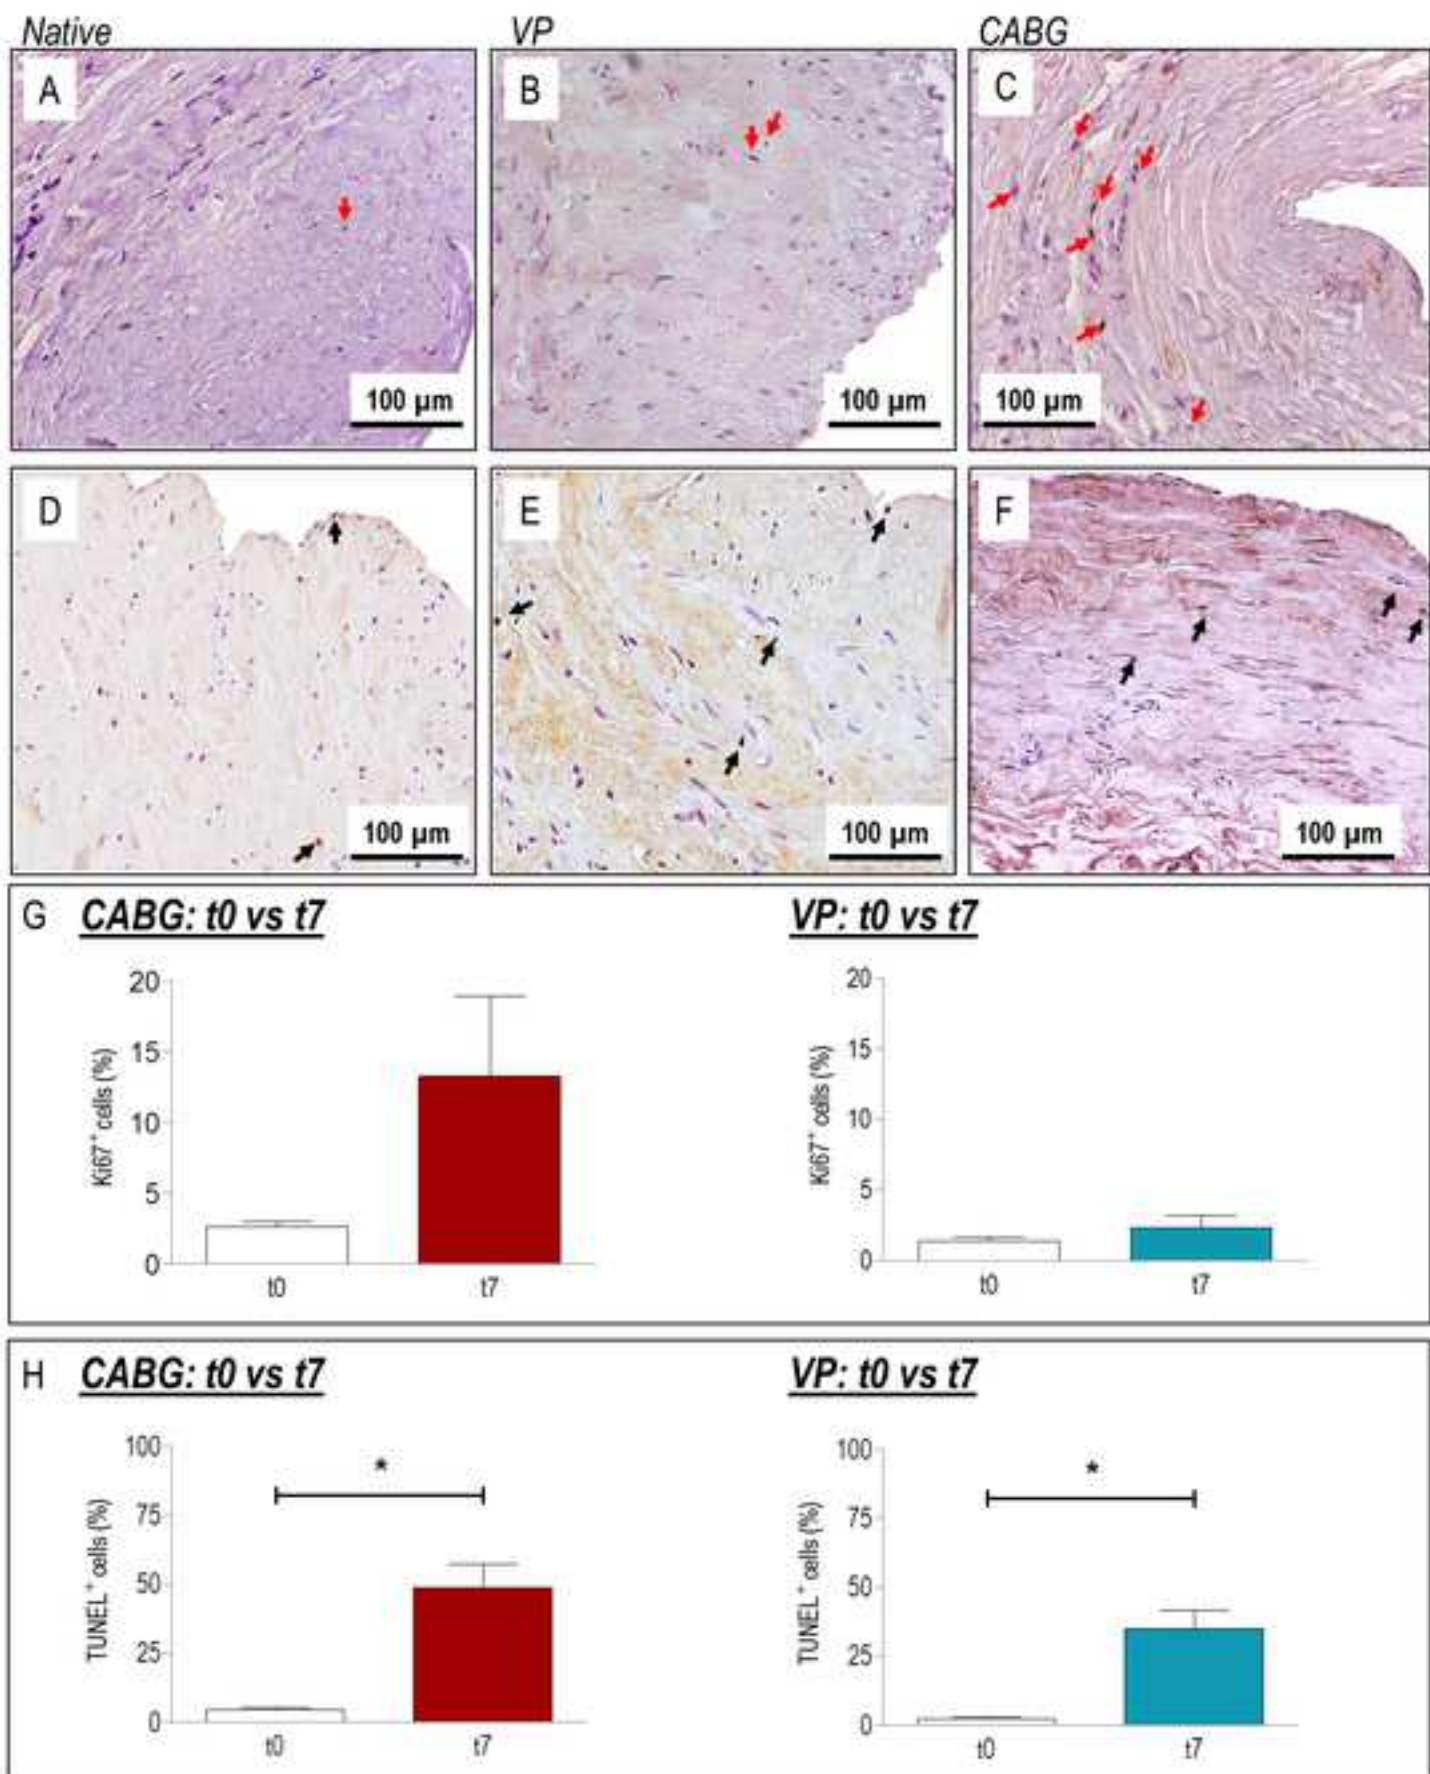 Native VP CABG
A B C
100 µm 100 µm 100 µm
D E F
100 µm 100 µm 100 µm
G CABG: t0 vs t7 VP: t0 vs t7
20 20
15 15
10 10
5 5
0 0
Ki67⁺ cells (%) Ki67⁺ cells (%)
t0 t7 t0 t7
H CABG: t0 vs t7 VP: t0 vs t7
100 100
* *
75 75
50 50
25 25
0 0
TUNEL⁺ cells (%) TUNEL⁺ cells (%)
t0 t7 t0 t7